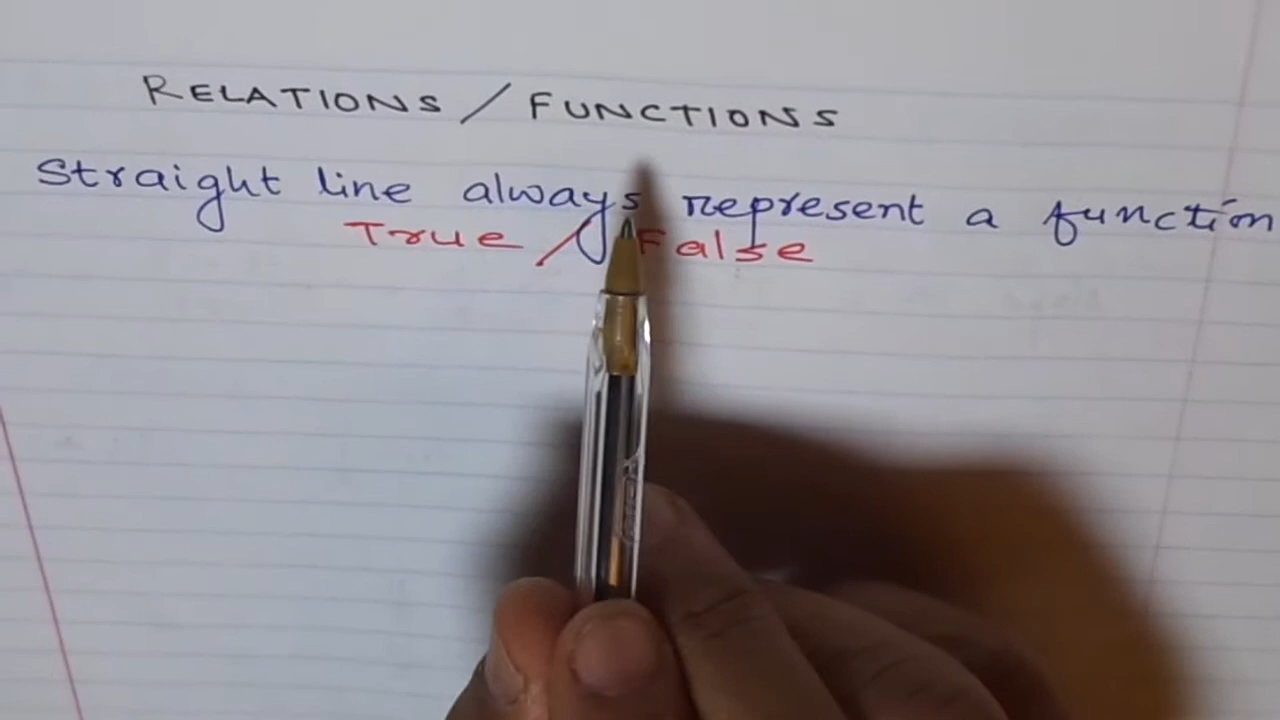 RELATIONS / FUNCTIONS
Straight line always represent a function
True / False